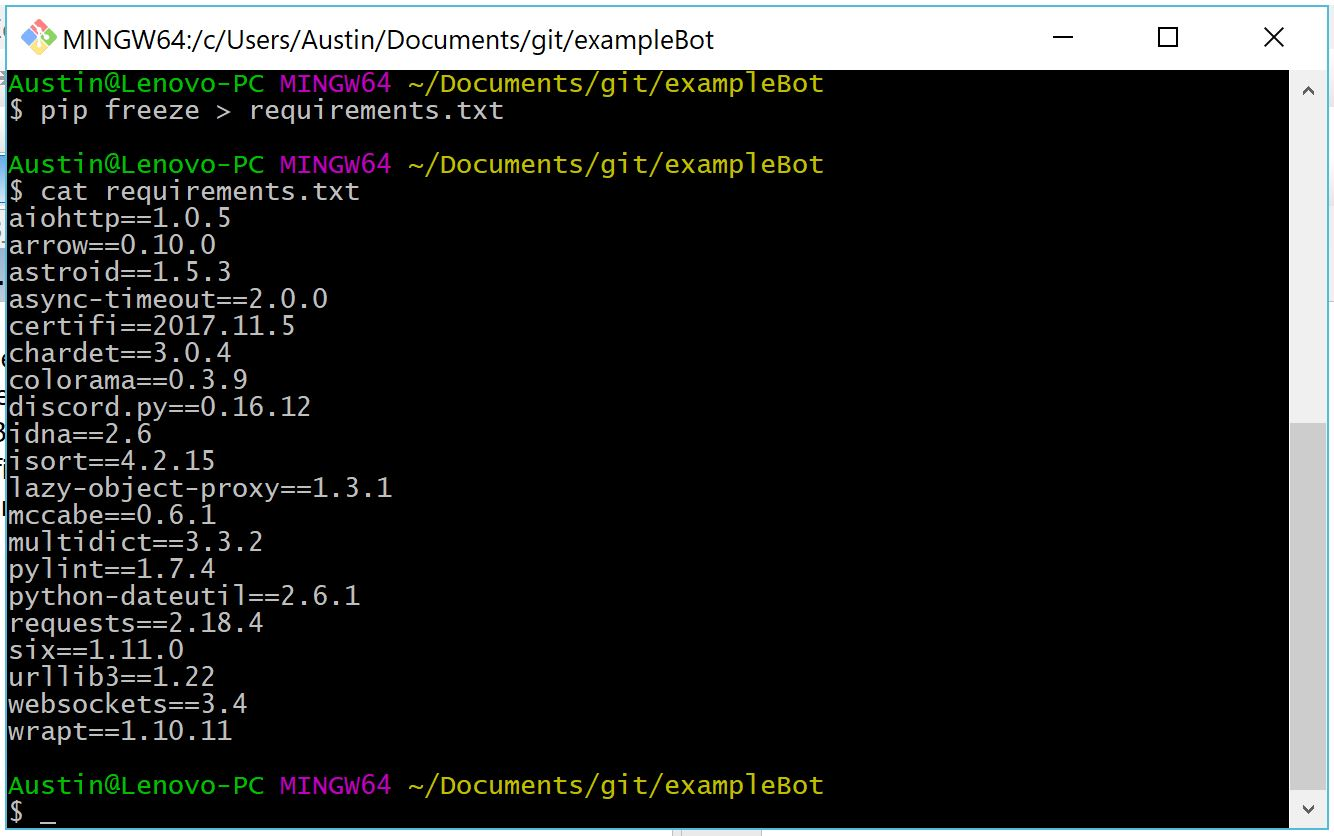 MINGW64:/c/Users/Austin/Documents/git/exampleBot
Austin@Lenovo-PC MINGW64 ~/Documents/git/exampleBot
$ pip freeze > requirements.txt
Austin@Lenovo-PC MINGW64 ~/Documents/git/exampleBot
$ cat requirements.txt
aiohttp==1.0.5
arrow==0.10.0
astroid==1.5.3
async-timeout==2.0.0
certifi==2017.11.5
chardet==3.0.4
colorama==0.3.9
discord.py==0.16.12
idna==2.6
isort==4.2.15
lazy-object-proxy==1.3.1
mccabe==0.6.1
multidict==3.3.2
pylint==1.7.4
python-dateutil==2.6.1
requests==2.18.4
six==1.11.0
urllib3==1.22
websockets==3.4
wrapt==1.10.11
Austin@Lenovo-PC MINGW64 ~/Documents/git/exampleBot
$ _